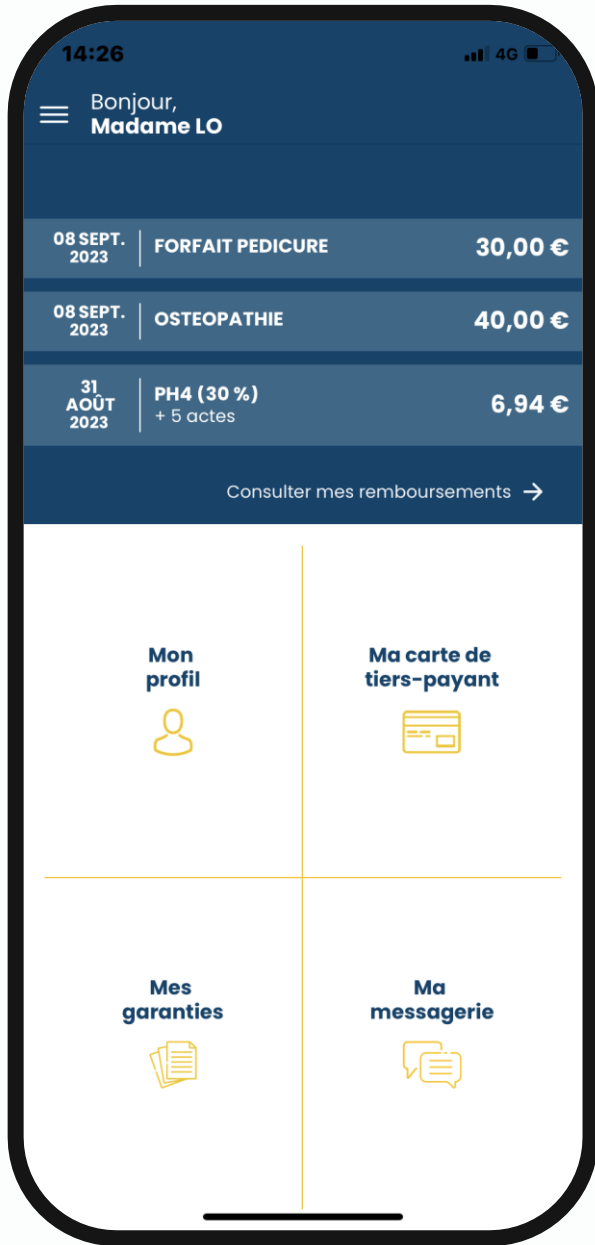 14:26
4G
Bonjour,
Madame LO
08 SEPT.
2023
FORFAIT PEDICURE
30,00 €
08 SEPT.
2023
OSTEOPATHIE
40,00 €
31
AOÛT
2023
PH4 (30 %)
+ 5 actes
6,94 €
Consulter mes remboursements →
Mon
profil
Ma carte de
tiers-payant
Mes
garanties
Ma
messagerie